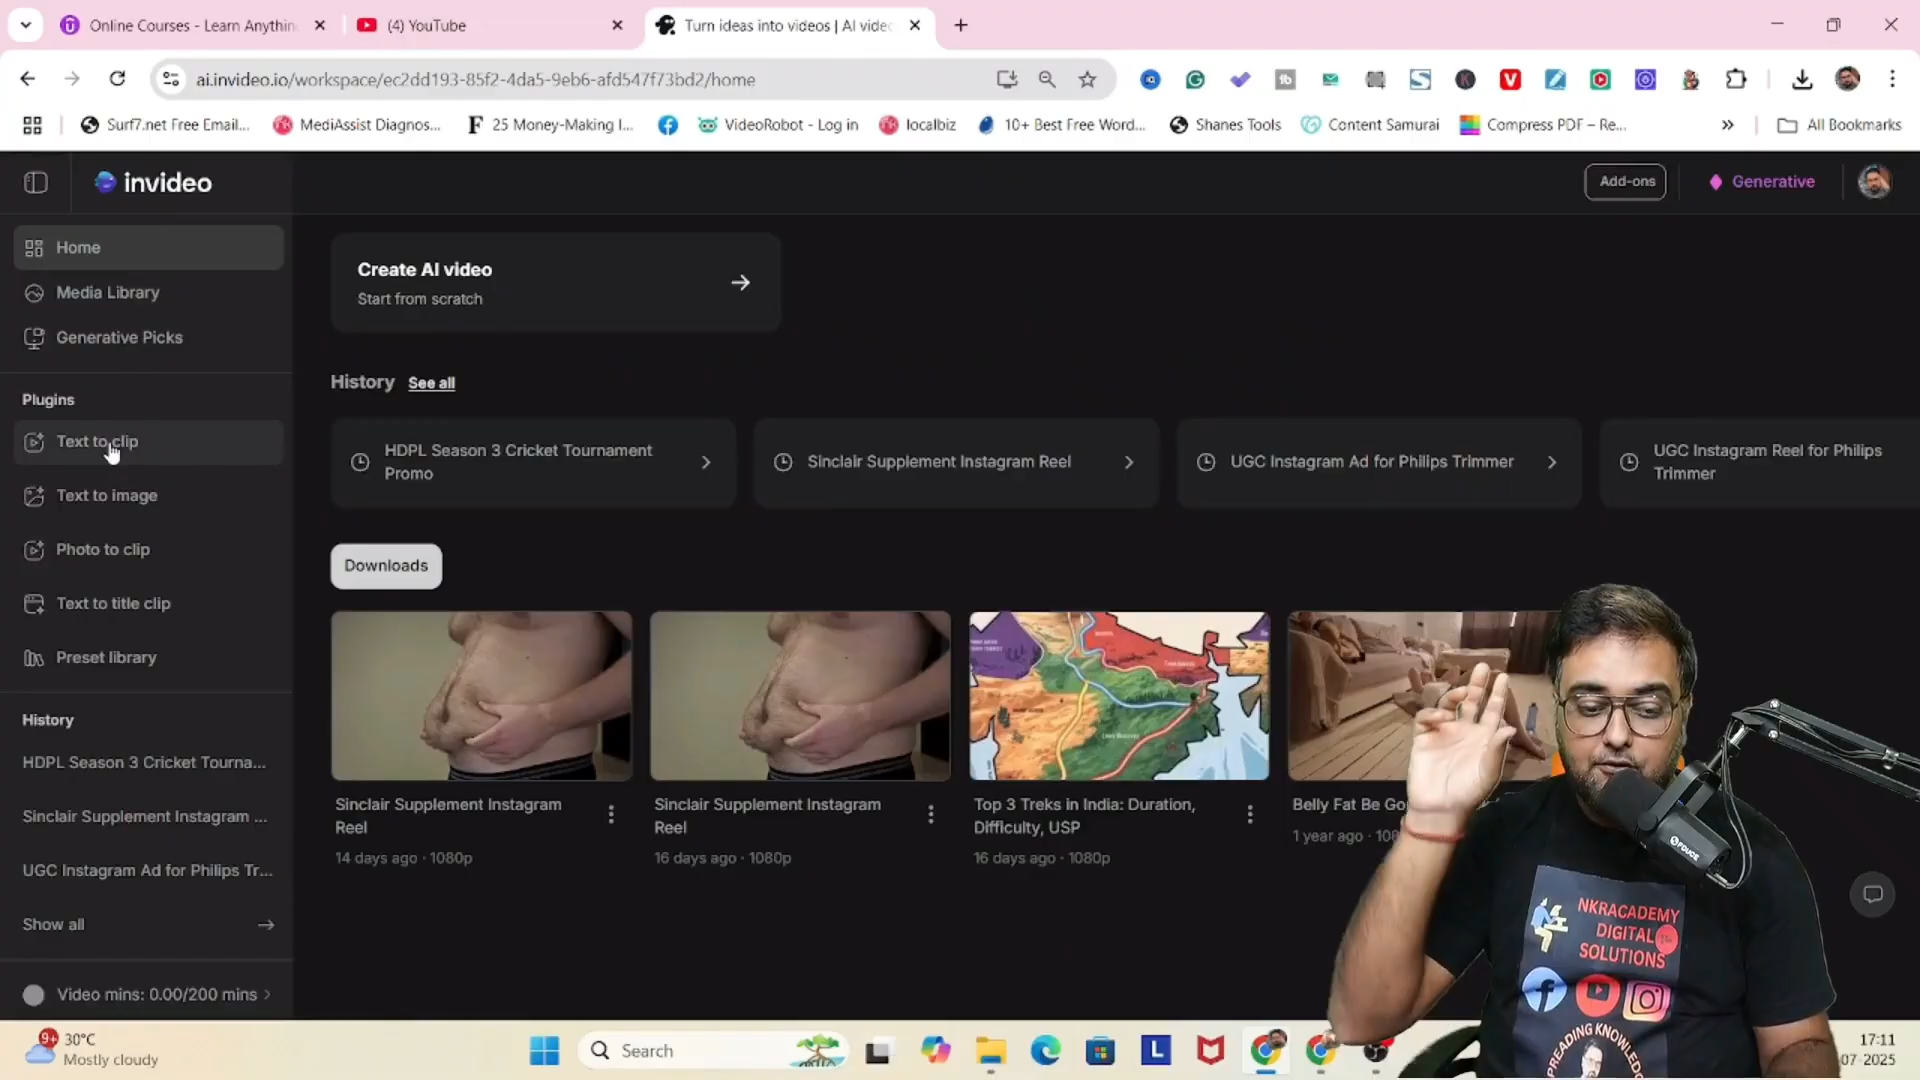 Online Courses - Learn Anythin
(4) YouTube
Turn ideas into videos | AI video
ai.invideo.io/workspace/ec2dd193-85f2-4da5-9eb6-afd547f73bd2/home
Surf7.net Free Email...
MediAssist Diagnos...
25 Money-Making I...
VideoRobot - Log in
localbiz
10+ Best Free Word...
Shanes Tools
Content Samurai
Compress PDF – Re...
All Bookmarks
invideo
Add-ons
Generative
Home
Media Library
Generative Picks
Plugins
Text to clip
Text to image
Photo to clip
Text to title clip
Preset library
History
HDPL Season 3 Cricket Tourna...
Sinclair Supplement Instagram ...
UGC Instagram Ad for Philips Tr...
Show all
Video mins: 0.00/200 mins
Create AI video
Start from scratch
History See all
HDPL Season 3 Cricket Tournament
Promo
Sinclair Supplement Instagram Reel
UGC Instagram Ad for Philips Trimmer
UGC Instagram Reel for Philips
Trimmer
Downloads
Sinclair Supplement Instagram
Reel
14 days ago · 1080p
Sinclair Supplement Instagram
Reel
16 days ago · 1080p
Top 3 Treks in India: Duration,
Difficulty, USP
16 days ago · 1080p
Belly Fat Be Go
1 year ago · 108
FDUCE
NKRACADEMY
DIGITAL
SOLUTIONS
PREADING KNOWLED
9+
30°C
Mostly cloudy
Search
17:11
07-2025